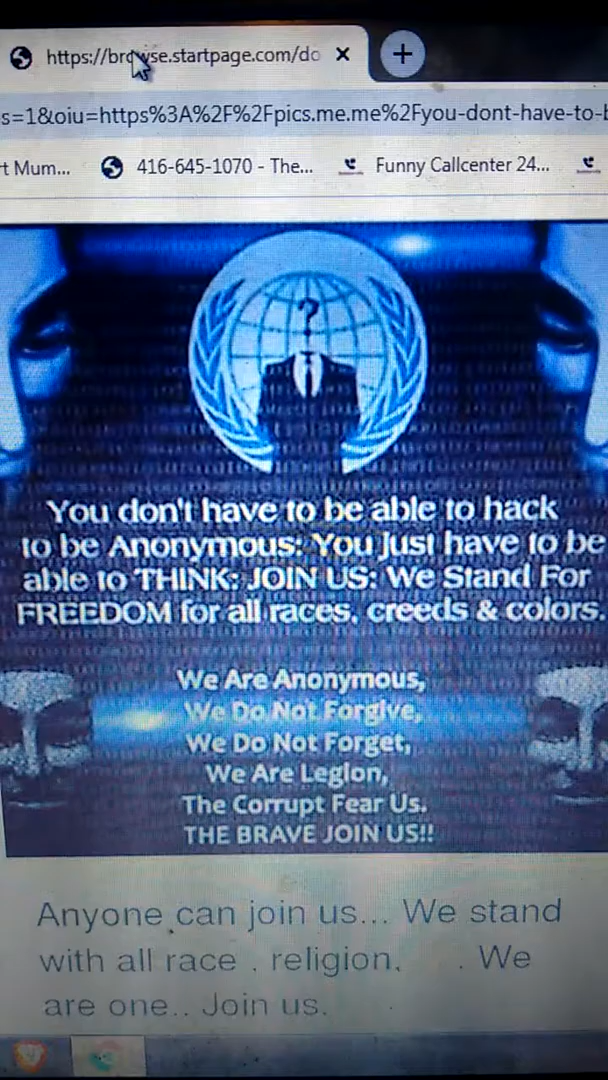 https://browse.startpage.com/do
s=1&oiu=https%3A%2F%2Fpics.me.me%2Fyou-dont-have-to-b
t Mum... 416-645-1070 - The... Funny Callcenter 24...
?
You don't have to be able to hack
to be Anonymous: You just have to be
able to THINK: JOIN US: We Stand For
FREEDOM for all races, creeds & colors.
We Are Anonymous,
We Do Not Forgive,
We Do Not Forget,
We Are Legion,
The Corrupt Fear Us.
THE BRAVE JOIN US!!
Anyone can join us... We stand
with all race , religion, . We
are one.. Join us.